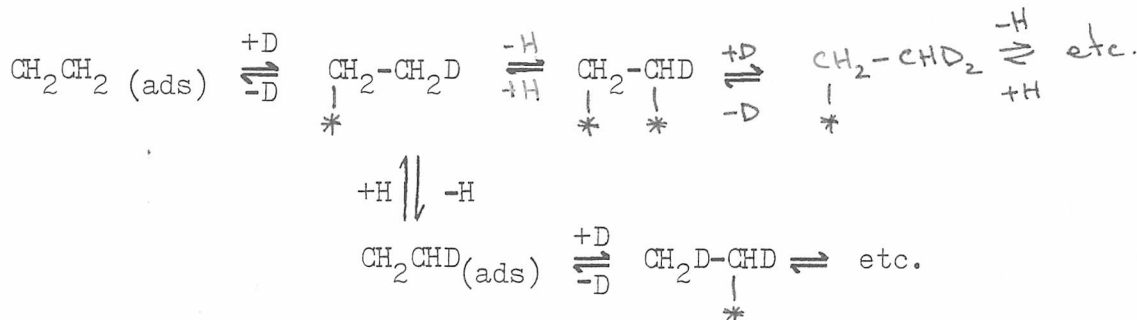 CH₂CH₂ (ads) +D ⇌ -D CH₂-CH₂D -H ⇌ +H CH₂-CHD +D ⇌ -D CH₂-CHD₂ -H ⇌ +H etc.
* * * *
+H ⇅ -H
CH₂CHD(ads) +D ⇌ -D CH₂D-CHD ⇌ etc.
*